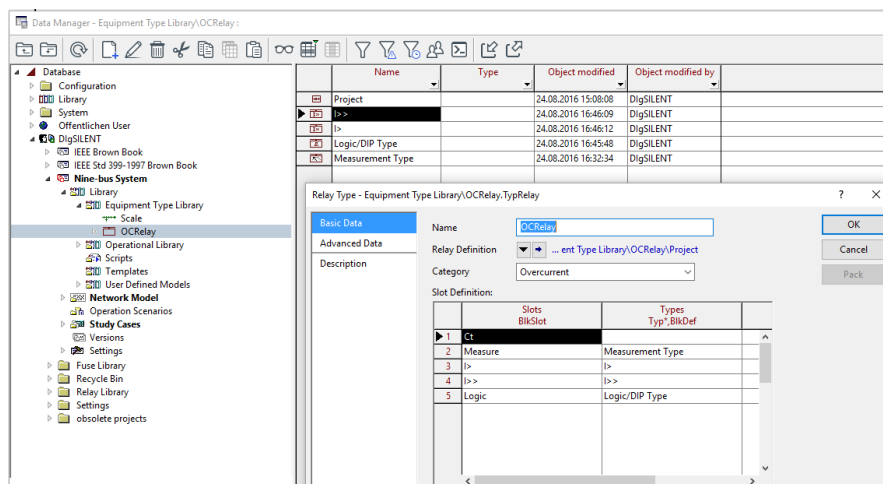 Data Manager - Equipment Type Library\OCRelay :
Database
Configuration
Library
System
Offentlichen User
DIgSILENT
IEEE Brown Book
IEEE Std 399-1997 Brown Book
Nine-bus System
Library
Equipment Type Library
Scale
OCRelay
Operational Library
Scripts
Templates
User Defined Models
Network Model
Operation Scenarios
Study Cases
Versions
Settings
Fuse Library
Recycle Bin
Relay Library
Settings
obsolete projects
Name Type Object modified Object modified by
Project 24.08.2016 15:08:08 DIgSILENT
I>> 24.08.2016 16:46:09 DIgSILENT
I> 24.08.2016 16:46:12 DIgSILENT
Logic/DIP Type 24.08.2016 16:45:48 DIgSILENT
Measurement Type 24.08.2016 16:32:34 DIgSILENT
Relay Type - Equipment Type Library\OCRelay.TypRelay ? ×
Basic Data
Advanced Data
Description
Name OCRelay
Relay Definition ... ent Type Library\OCRelay\Project
Category Overcurrent
Slot Definition:
Slots Types
BlkSlot Typ*,BlkDef
1 Ct
2 Measure Measurement Type
3 I> I>
4 I>> I>>
5 Logic Logic/DIP Type
OK
Cancel
Pack